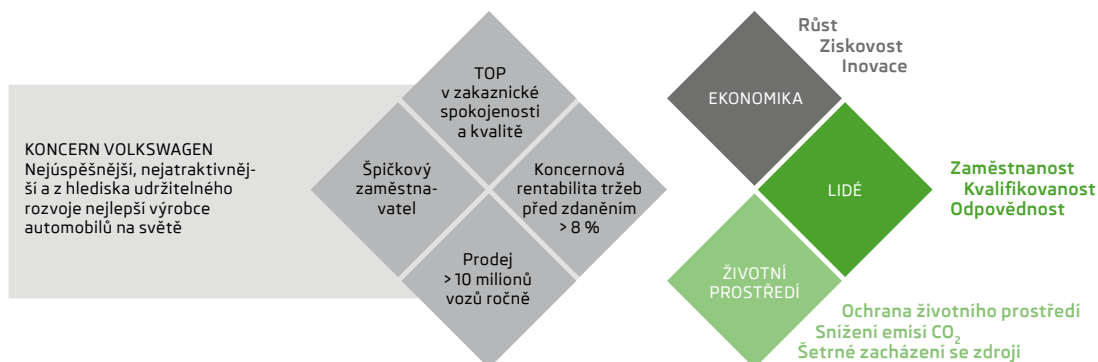 KONCERN VOLKSWAGEN
Nejúspěšnější, nejatraktivněj-
ší a z hlediska udržitelného
rozvoje nejlepší výrobce
automobilů na světě
TOP
v zakaznické
spokojenosti
a kvalitě
Špičkový
zaměstna-
vatel
Koncernová
rentabilita tržeb
před zdaněním
> 8 %
Prodej
> 10 milionů
vozů ročně
Růst
Ziskovost
Inovace
EKONOMIKA
LIDÉ
Zaměstnanost
Kvalifikovanost
Odpovědnost
ŽIVOTNÍ
PROSTŘEDÍ
Ochrana životního prostředí
Snížení emisí CO₂
Šetrné zacházení se zdroji